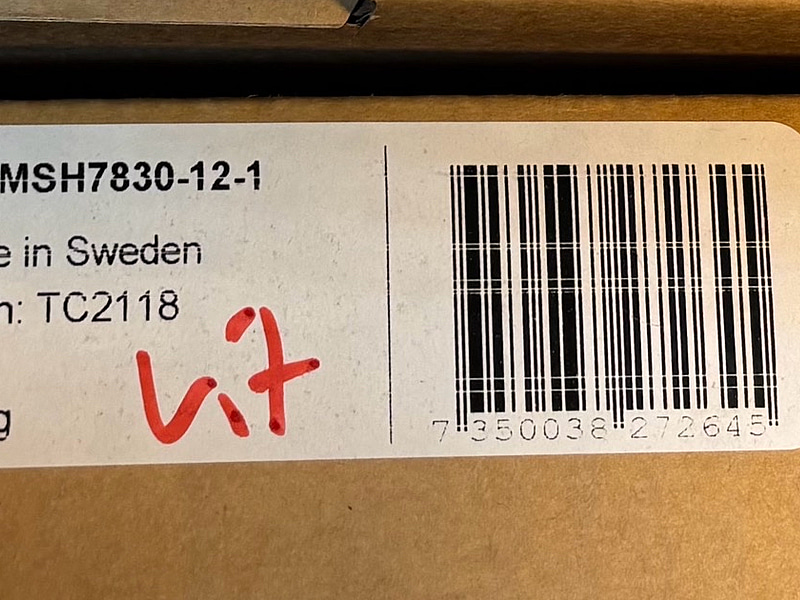 MSH7830-12-1
e in Sweden
n: TC2118
g
vit
7 350038 272645